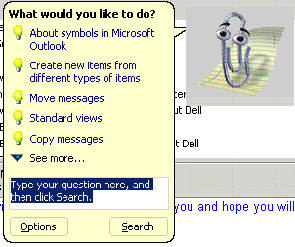 What would you like to do?
About symbols in Microsoft
Outlook
Create new items from
different types of items
Move messages
Standard views
Copy messages
See more...
Type your question here, and
then click Search.
Options
Search
out Dell
out Dell
you and hope you will